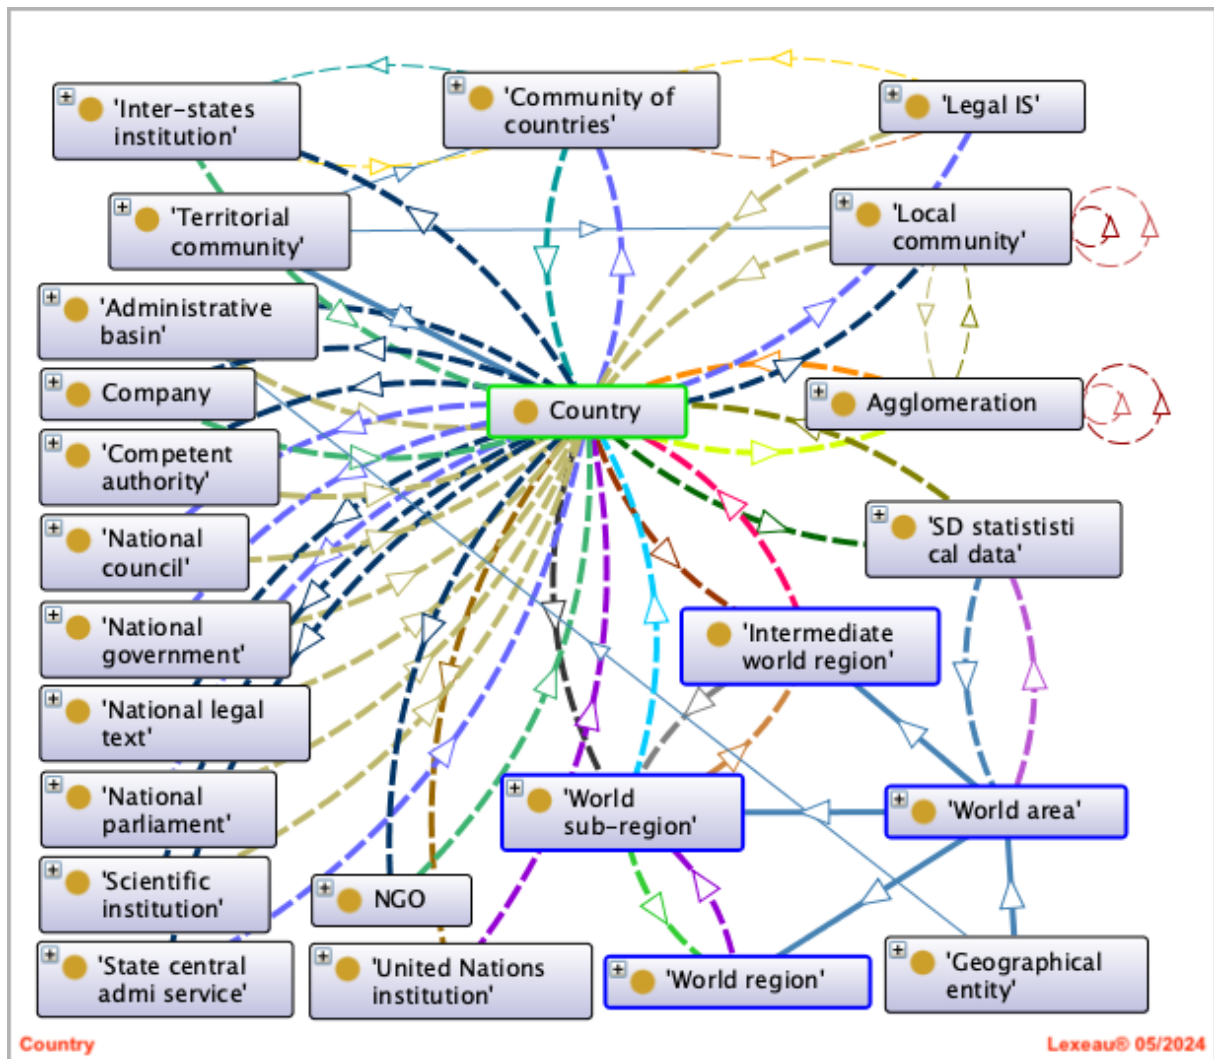 'Inter-states
institution'
'Community of
countries'
'Legal IS'
'Territorial
community'
'Local
community'
'Administrative
basin'
Company
Country
Agglomeration
'Competent
authority'
'National
council'
'SD statististi
cal data'
'National
government'
'Intermediate
world region'
'National legal
text'
'National
parliament'
'World
sub-region'
'World area'
'Scientific
institution'
NGO
'State central
admi service'
'United Nations
institution'
'World region'
'Geographical
entity'
Country
Lexeau® 05/2024